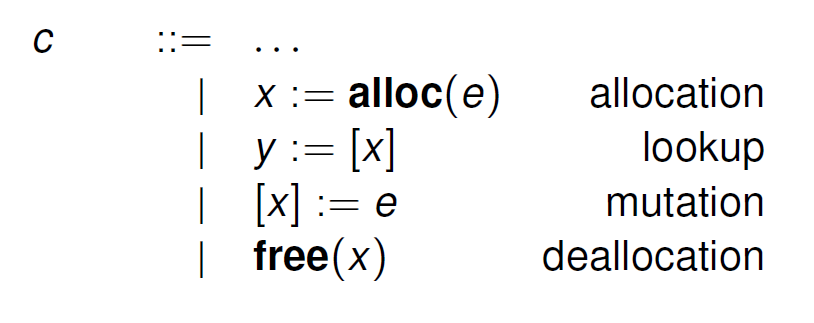 c ::= ...
| x := alloc(e) allocation
| y := [x] lookup
| [x] := e mutation
| free(x) deallocation